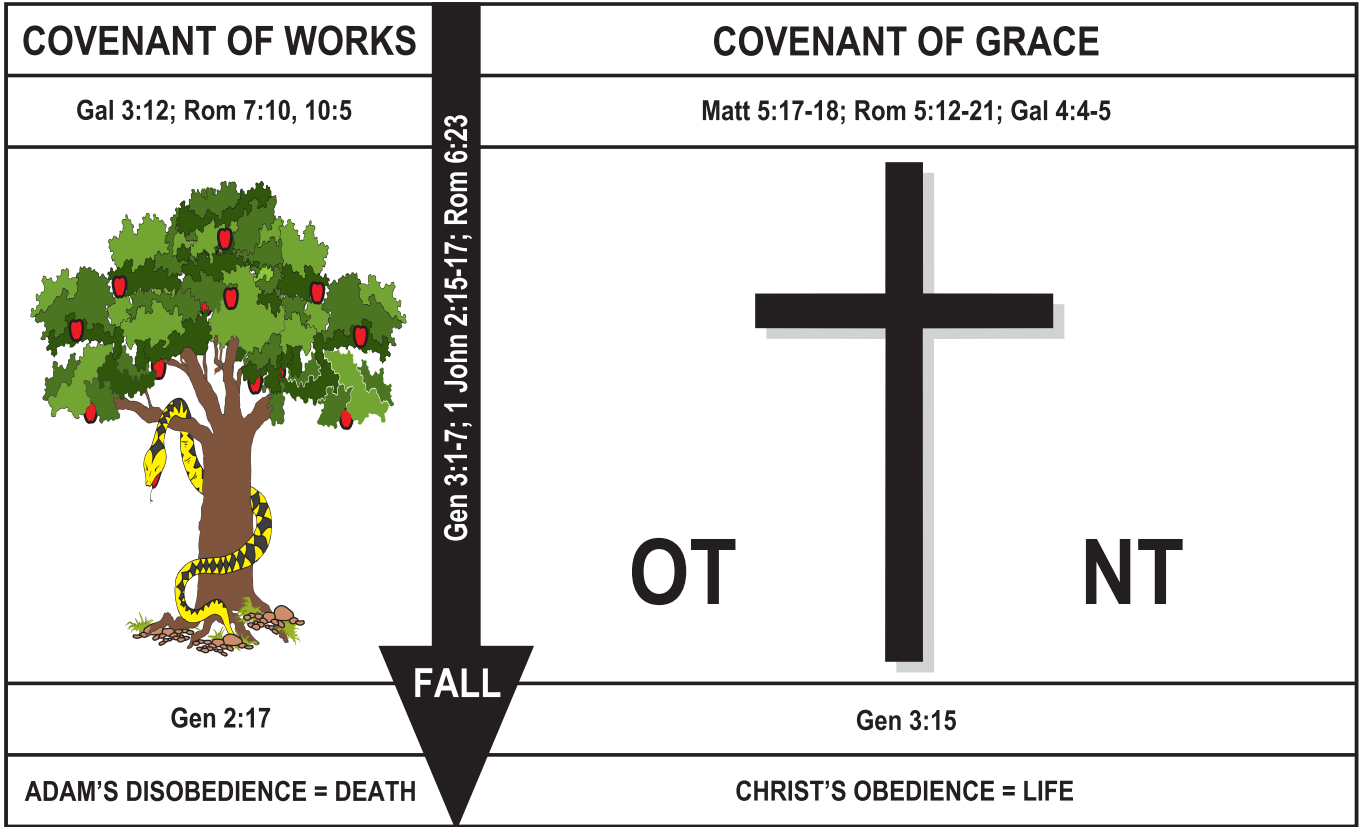 COVENANT OF WORKS
COVENANT OF GRACE
Gal 3:12; Rom 7:10, 10:5
Matt 5:17-18; Rom 5:12-21; Gal 4:4-5
Gen 3:1-7; 1 John 2:15-17; Rom 6:23
OT
NT
FALL
Gen 2:17
Gen 3:15
ADAM’S DISOBEDIENCE = DEATH
CHRIST’S OBEDIENCE = LIFE